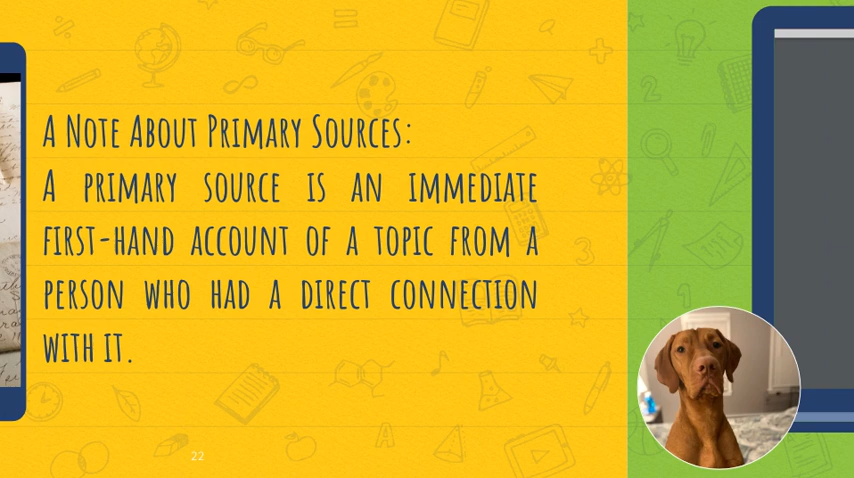 A Note About Primary Sources:
A primary source is an immediate
first-hand account of a topic from a
person who had a direct connection
with it.
22